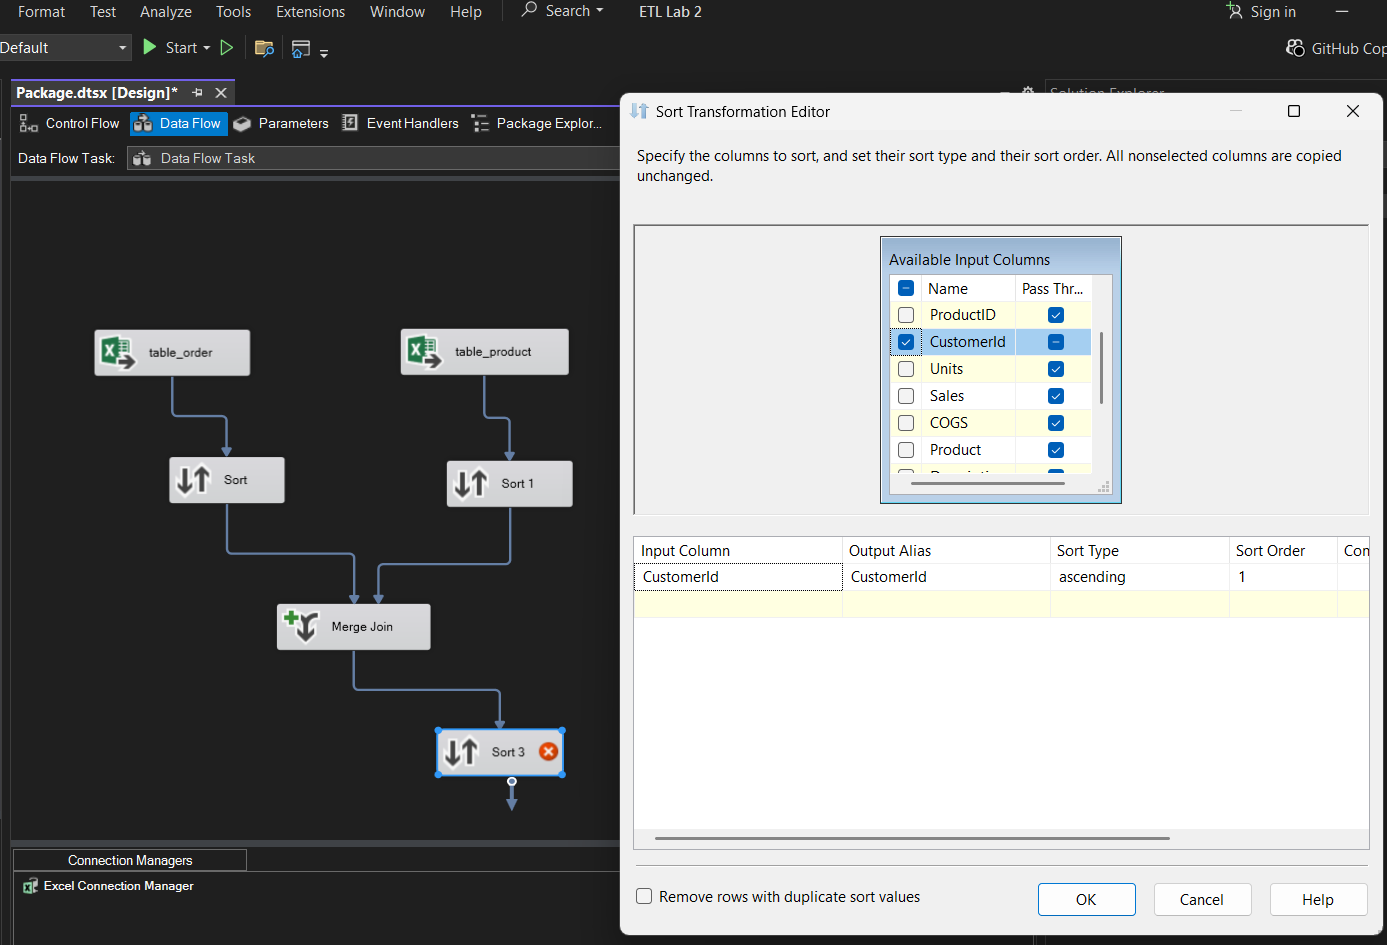 Format Test Analyze Tools Extensions Window Help Search ETL Lab 2 Sign in
Default Start GitHub Cop
Package.dtsx [Design]*
Solution Explorer
Control Flow Data Flow Parameters Event Handlers Package Explor...
Data Flow Task: Data Flow Task
table_order
table_product
Sort
Sort 1
Merge Join
Sort 3
Connection Managers
Excel Connection Manager
Sort Transformation Editor
Specify the columns to sort, and set their sort type and their sort order. All nonselected columns are copied
unchanged.
Available Input Columns
Name Pass Thr...
ProductID
CustomerId
Units
Sales
COGS
Product
Input Column Output Alias Sort Type Sort Order Con
CustomerId CustomerId ascending 1
Remove rows with duplicate sort values
OK Cancel Help